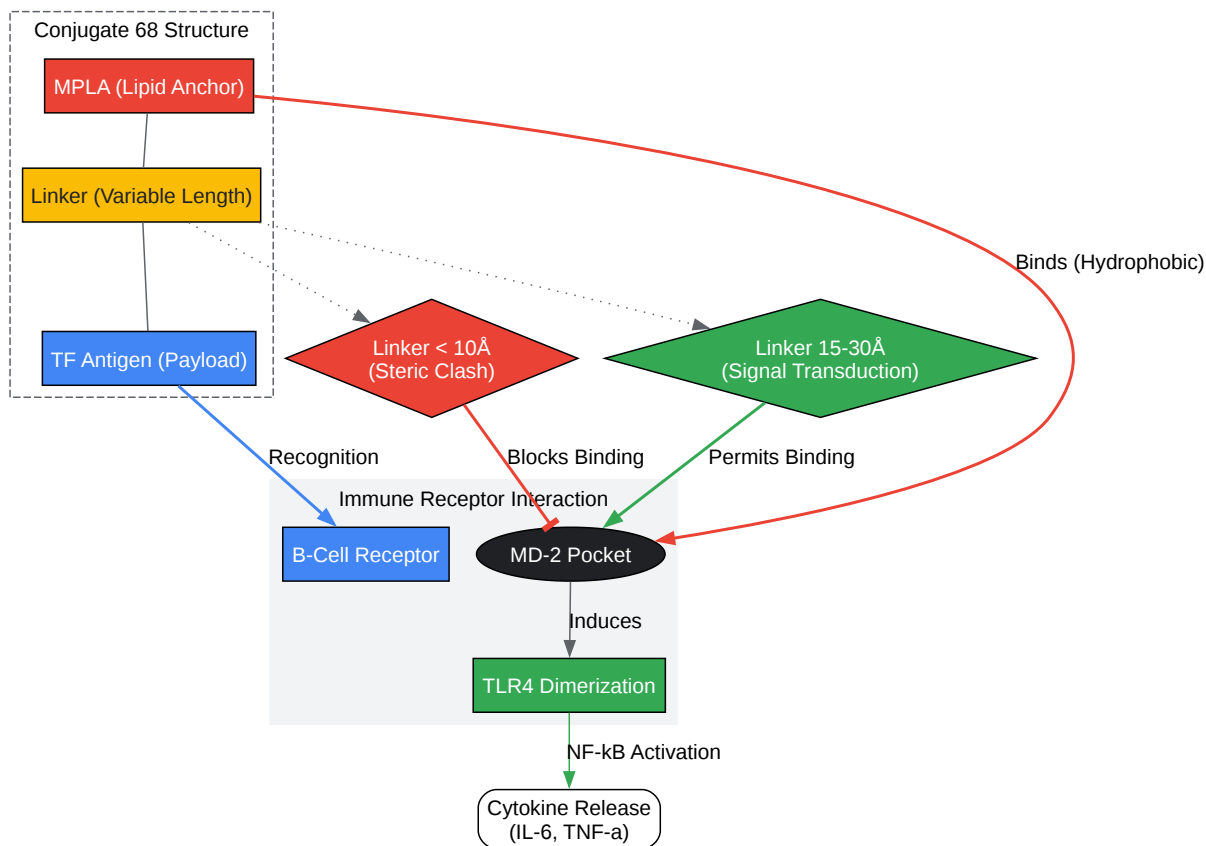 Conjugate 68 Structure
MPLA (Lipid Anchor)
Linker (Variable Length)
TF Antigen (Payload)
Binds (Hydrophobic)
Linker < 10Å
(Steric Clash)
Linker 15-30Å
(Signal Transduction)
Recognition
Blocks Binding
Permits Binding
Immune Receptor Interaction
B-Cell Receptor
MD-2 Pocket
Induces
TLR4 Dimerization
NF-kB Activation
Cytokine Release
(IL-6, TNF-a)